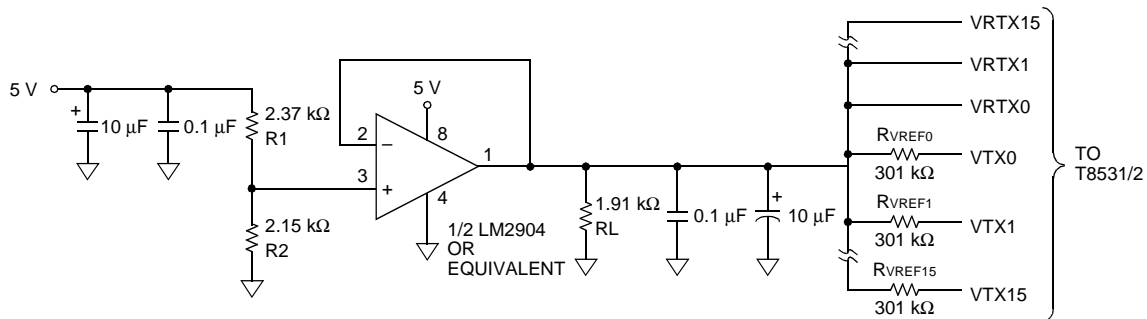 VRTX15
VRTX1
VRTX0
5 V
+
10 µF
0.1 µF
2.37 kΩ
R1
2.15 kΩ
R2
2
3
–
+
5 V
8
4
1
1/2 LM2904
OR
EQUIVALENT
1.91 kΩ
RL
0.1 µF
+
10 µF
RVREF0
301 kΩ
VTX0
RVREF1
301 kΩ
VTX1
RVREF15
301 kΩ
VTX15
TO
T8531/2